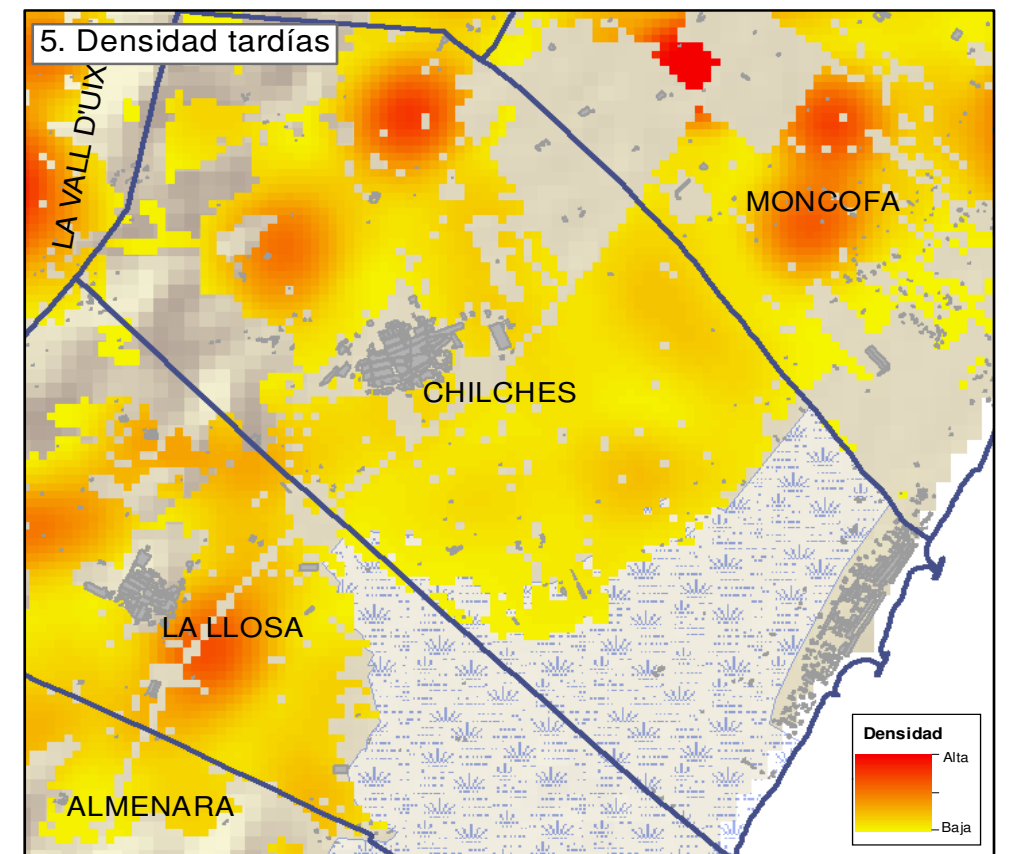 5. Densidad tardías
LA VALL D'UIX
MONCOFA
CHILCHES
LA LLOSA
ALMENARA
Densidad
Alta
Baja